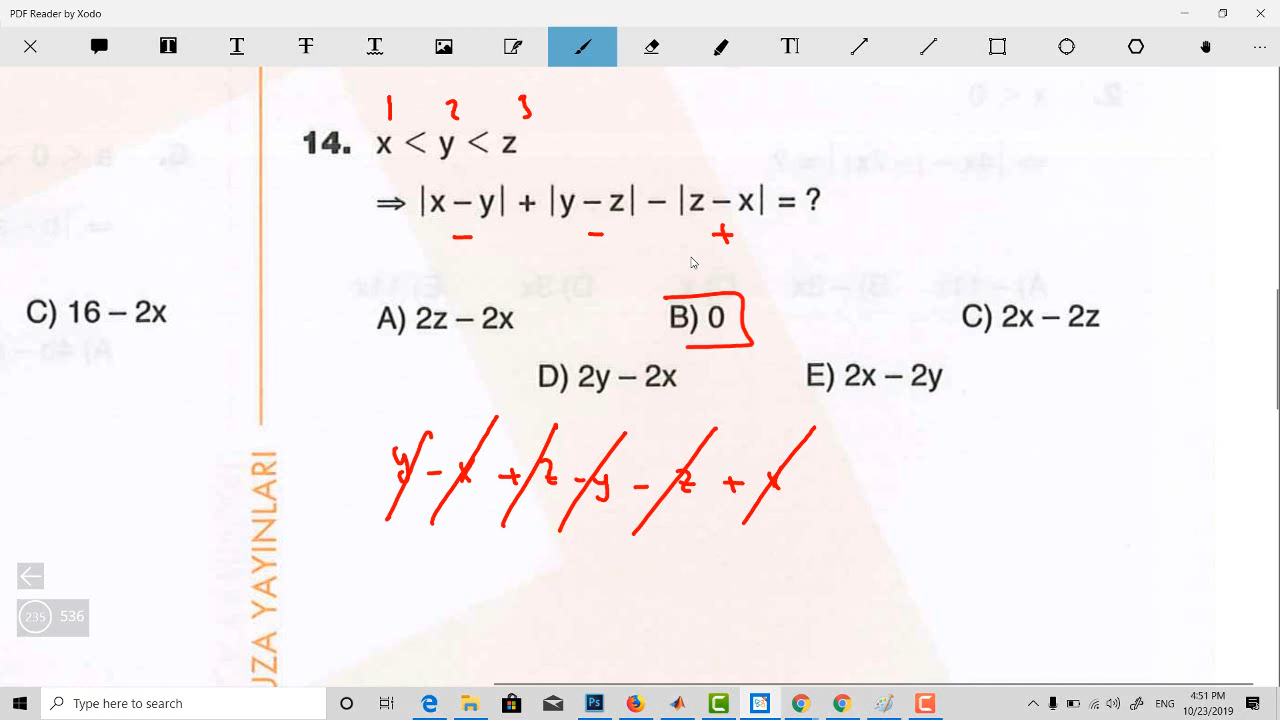 PDF Reader by Xodo
1 2 3
14. x < y < z
⇒ |x – y| + |y – z| – |z – x| = ?
– – +
C) 16 – 2x
A) 2z – 2x B) 0 C) 2x – 2z
D) 2y – 2x E) 2x – 2y
y – x + z – y – z + x
UZA YAYINLARI
235 536
Type here to search
ENG
4:51 PM
10/23/2019